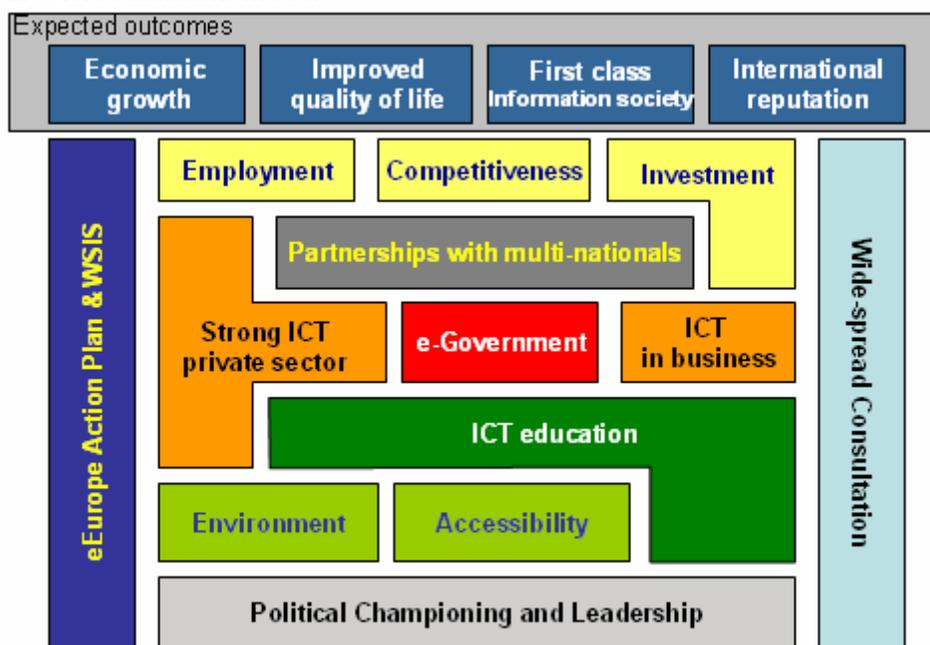 Expected outcomes
Economic
growth
Improved
quality of life
First class
Information society
International
reputation
eEurope Action Plan & WSIS
Employment
Competitiveness
Investment
Partnerships with multi-nationals
Strong ICT
private sector
e-Government
ICT
in business
ICT education
Environment
Accessibility
Political Championing and Leadership
Wide-spread Consultation